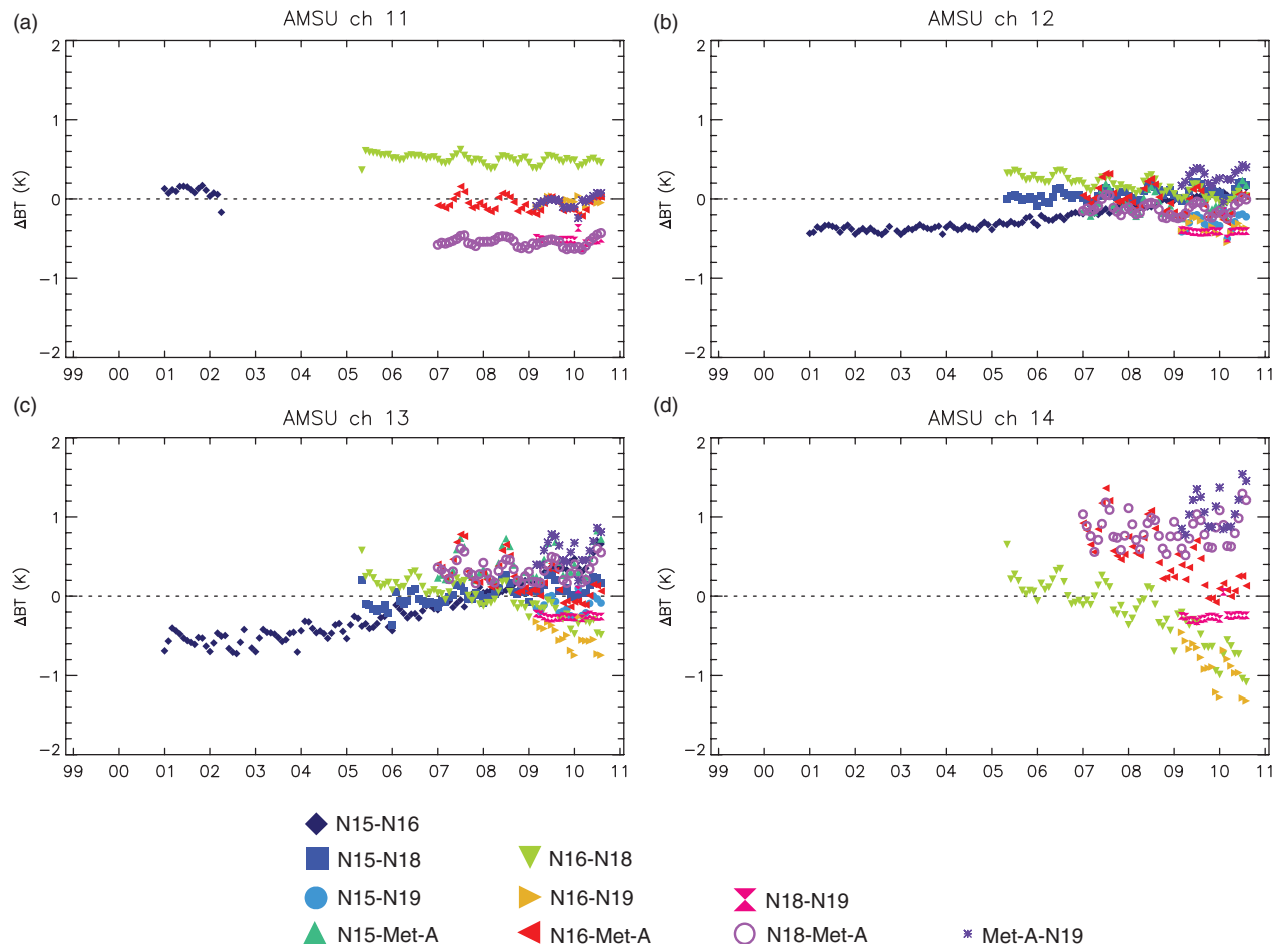 (a)
AMSU ch 11
(b)
AMSU ch 12
2
1
0
−1
−2
ΔBT (K)
99 00 01 02 03 04 05 06 07 08 09 10 11
2
1
0
−1
−2
ΔBT (K)
99 00 01 02 03 04 05 06 07 08 09 10 11
(c)
AMSU ch 13
(d)
AMSU ch 14
2
1
0
−1
−2
ΔBT (K)
99 00 01 02 03 04 05 06 07 08 09 10 11
2
1
0
−1
−2
ΔBT (K)
99 00 01 02 03 04 05 06 07 08 09 10 11
N15-N16
N15-N18 N16-N18
N15-N19 N16-N19 N18-N19
N15-Met-A N16-Met-A N18-Met-A Met-A-N19